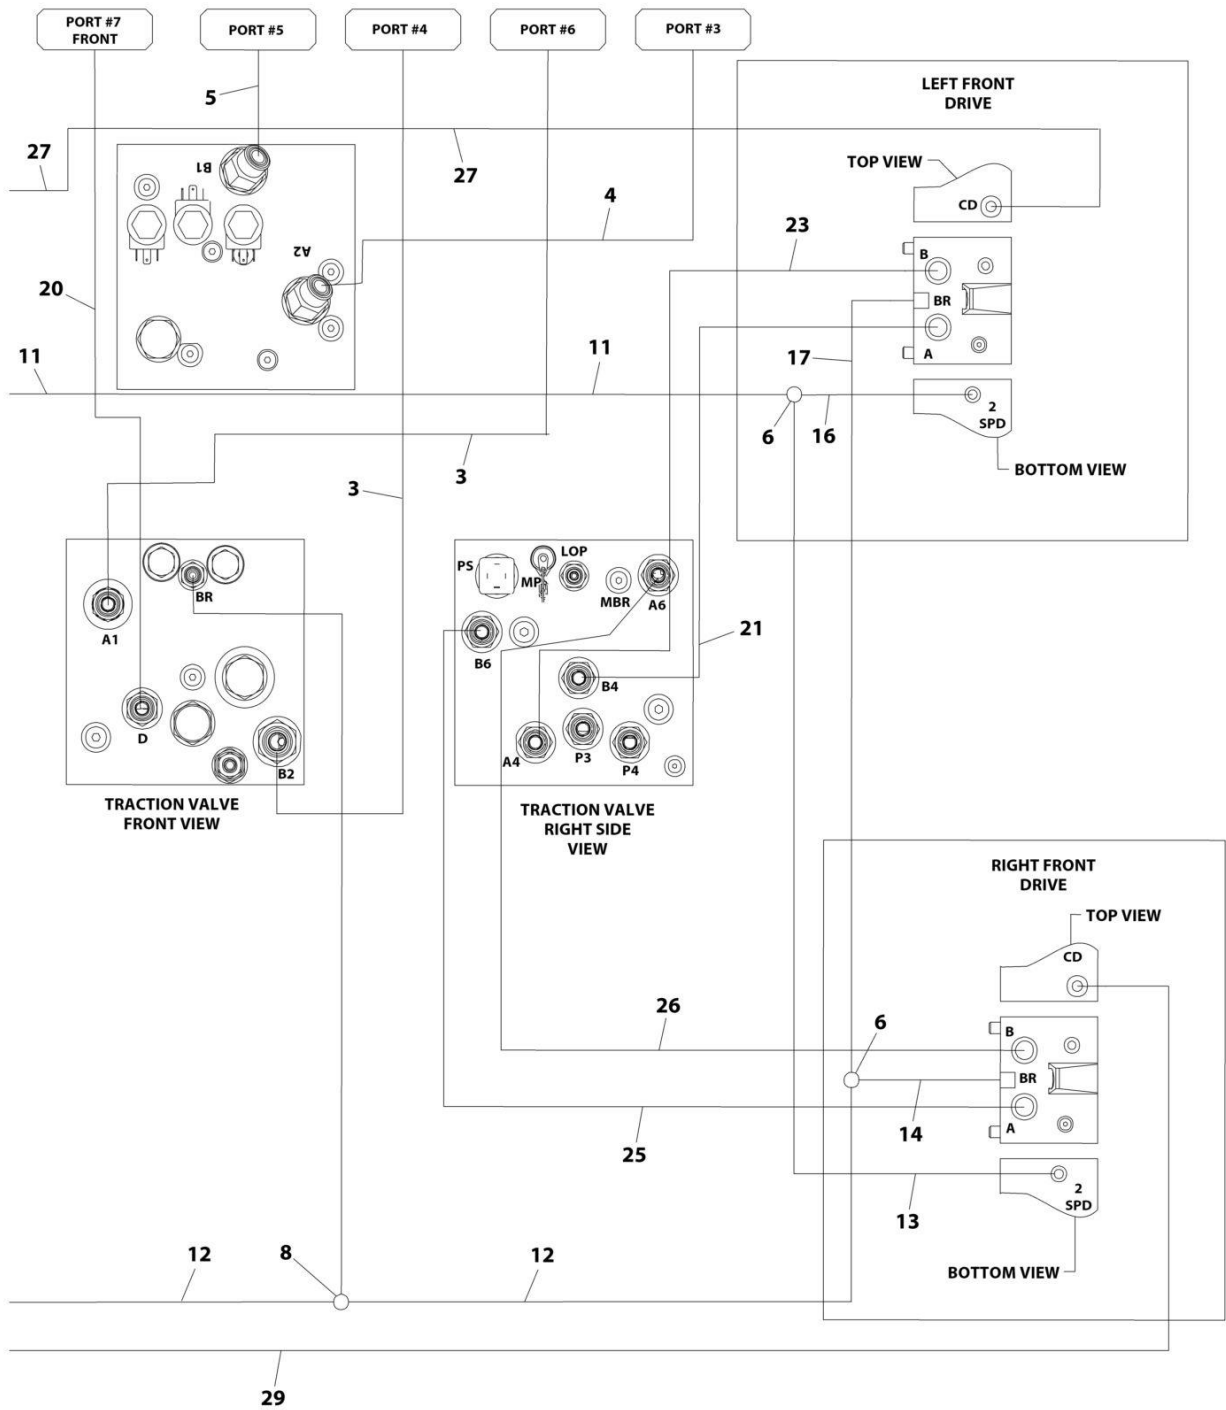 PORT #7
FRONT
PORT #5
PORT #4
PORT #6
PORT #3
LEFT FRONT
DRIVE
5
27
27
B1
TOP VIEW
CD
4
23
A2
B
20
BR
11
11
17
A
6
16
2
SPD
BOTTOM VIEW
3
3
PS
MP
LOP
BR
MBR
A6
A1
21
B6
B4
D
B2
A4
P3
P4
TRACTION VALVE
FRONT VIEW
TRACTION VALVE
RIGHT SIDE
VIEW
RIGHT FRONT
DRIVE
TOP VIEW
CD
26
6
B
BR
14
A
25
2
SPD
13
12
8
12
BOTTOM VIEW
29